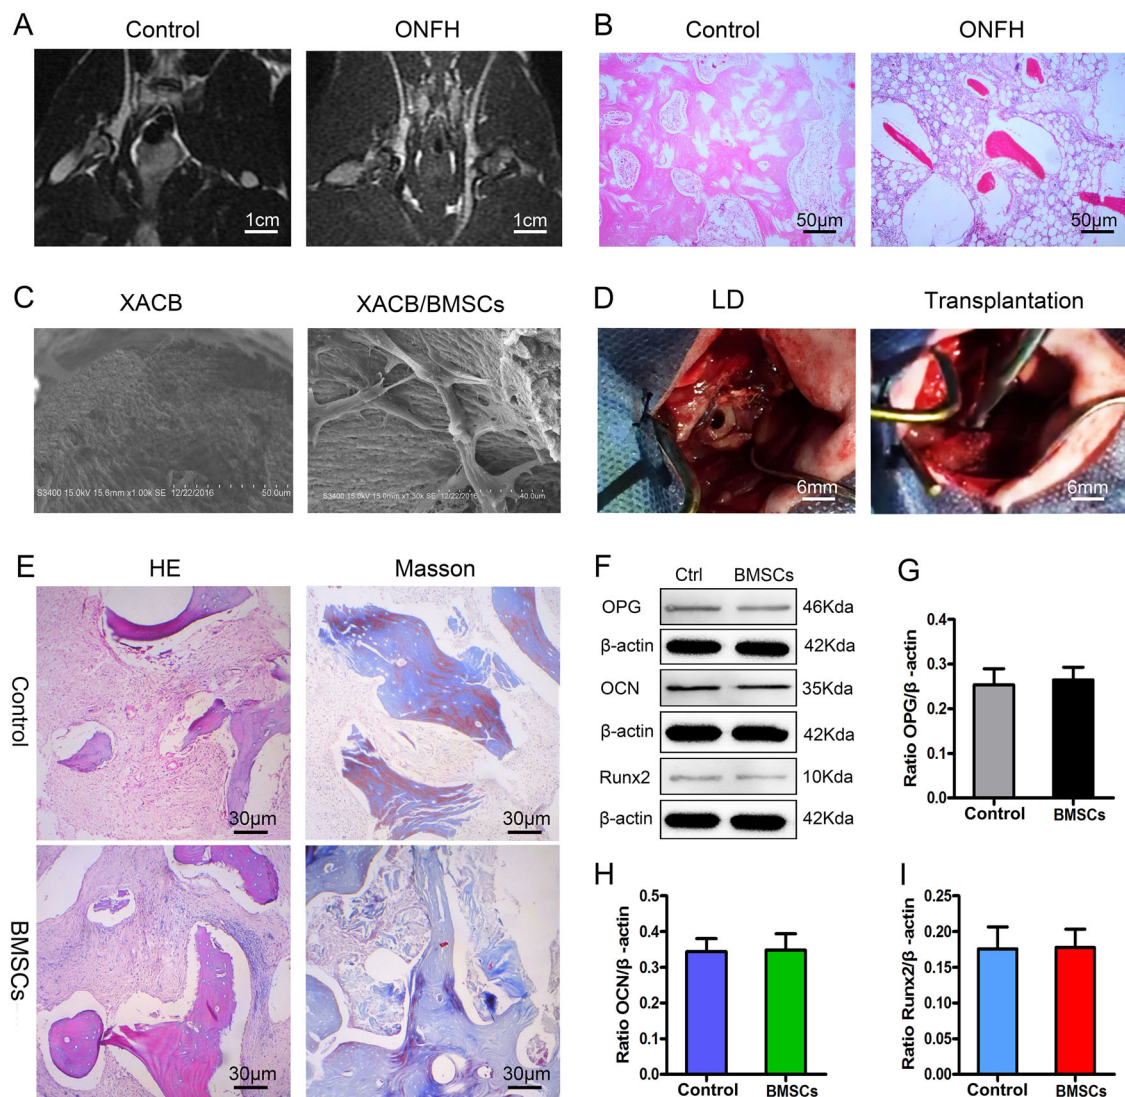 A
Control
ONFH
1cm
1cm
B
Control
ONFH
50μm
50μm
C
XACB
XACB/BMSCs
S3400 15.0kV 15.6mm x1.00k SE 12/22/2016
50.0um
S3400 15.0kV 15.0mm x1.30k SE 12/22/2016
40.0um
D
LD
Transplantation
6mm
6mm
E
HE
Masson
Control
30μm
30μm
BMSCs
30μm
30μm
F
Ctrl BMSCs
OPG 46Kda
β-actin 42Kda
OCN 35Kda
β-actin 42Kda
Runx2 10Kda
β-actin 42Kda
G
Ratio OPG/β -actin
0.4
0.3
0.2
0.1
0.0
Control BMSCs
H
Ratio OCN/β -actin
0.5
0.4
0.3
0.2
0.1
0.0
Control BMSCs
I
Ratio Runx2/β -actin
0.25
0.20
0.15
0.10
0.05
0.00
Control BMSCs